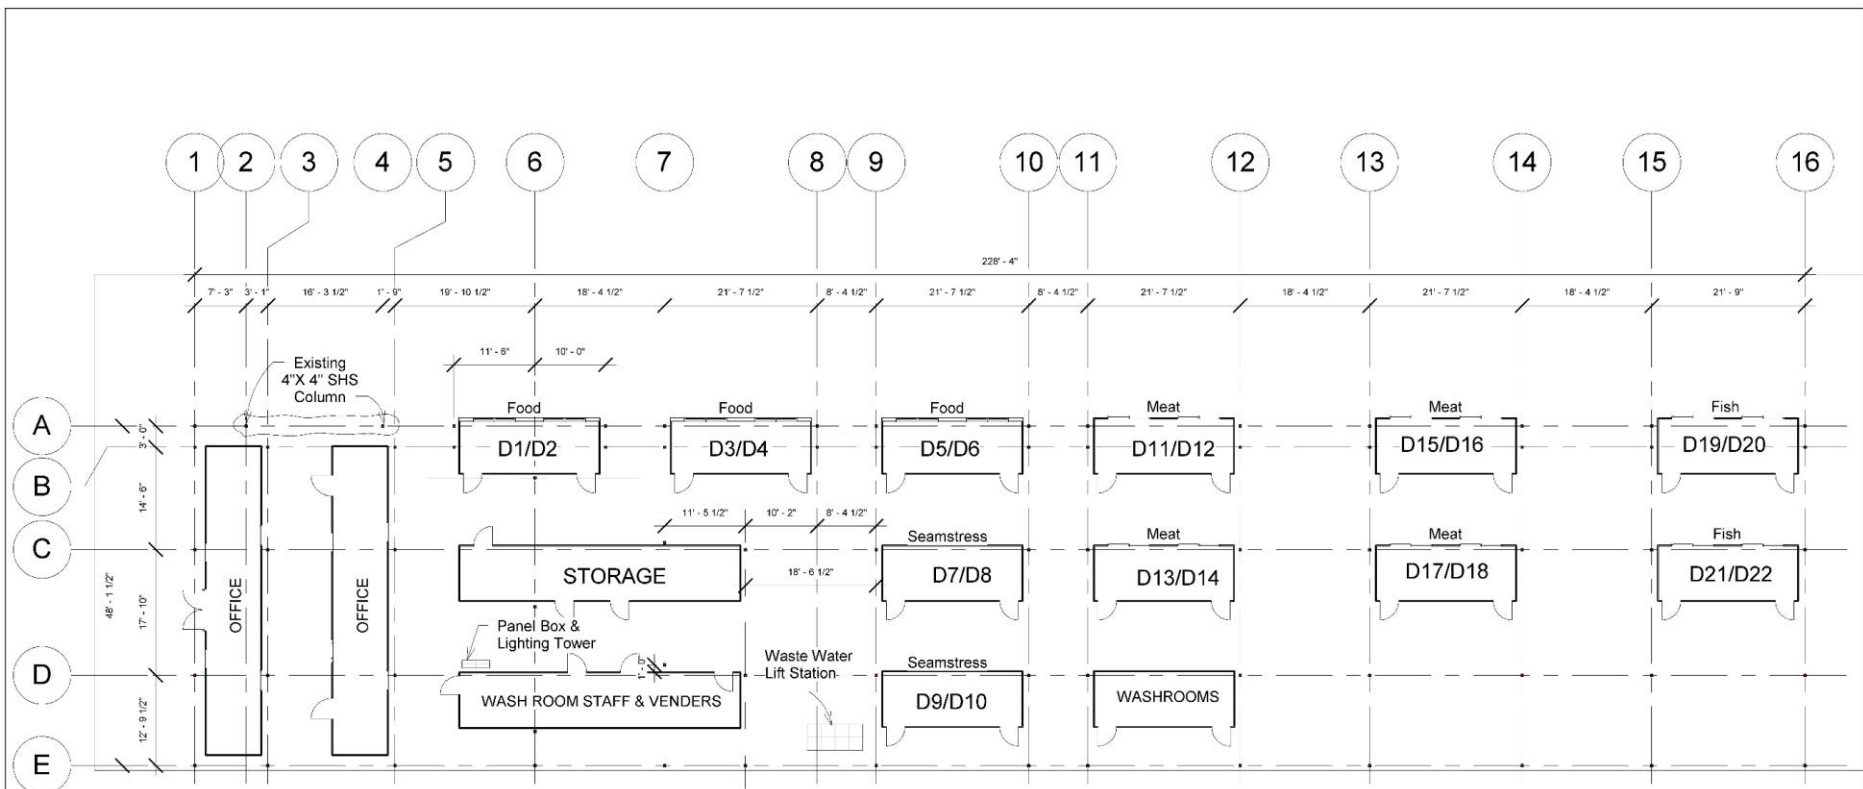 1 2 3 4 5 6 7 8 9 10 11 12 13 14 15 16
228' - 4"
7' - 3" 3' - 1" 16' - 3 1/2" 1' - 9" 19' - 10 1/2" 18' - 4 1/2" 21' - 7 1/2" 8' - 4 1/2" 21' - 7 1/2" 8' - 4 1/2" 21' - 7 1/2" 18' - 4 1/2" 21' - 7 1/2" 18' - 4 1/2" 21' - 9"
11' - 6" 10' - 0"
Existing
4"X 4" SHS
Column
A
3' - 0"
B
14' - 6"
C
48' - 1 1/2"
17' - 10"
D
12' - 9 1/2"
E
Food Food Food Meat Meat Fish
D1/D2 D3/D4 D5/D6 D11/D12 D15/D16 D19/D20
11' - 5 1/2" 10' - 2" 8' - 4 1/2"
18' - 6 1/2"
Seamstress Meat Meat Fish
OFFICE OFFICE STORAGE D7/D8 D13/D14 D17/D18 D21/D22
Panel Box &
Lighting Tower
1' - 0"
Waste Water
Lift Station
Seamstress
WASH ROOM STAFF & VENDERS D9/D10 WASHROOMS